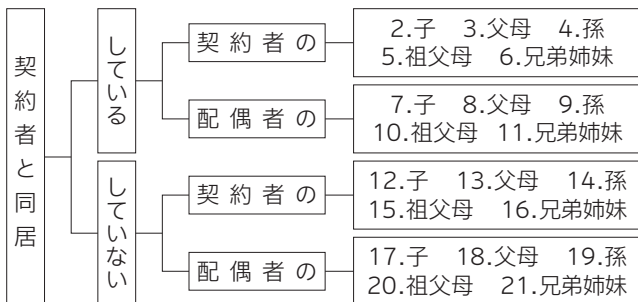 契約者と同居
している
契約者の
2.子 3.父母 4.孫
5.祖父母 6.兄弟姉妹
配偶者の
7.子 8.父母 9.孫
10.祖父母 11.兄弟姉妹
していない
契約者の
12.子 13.父母 14.孫
15.祖父母 16.兄弟姉妹
配偶者の
17.子 18.父母 19.孫
20.祖父母 21.兄弟姉妹